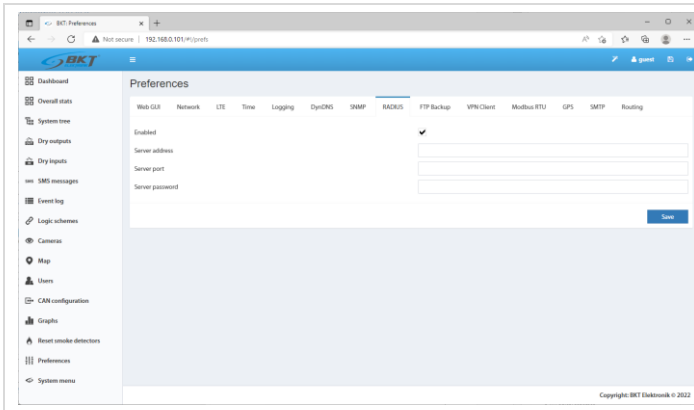 BKT: Preferences
Not secure | 192.168.0.101/#!/prefs
BKT
guest
Dashboard
Overall stats
System tree
Dry outputs
Dry inputs
SMS messages
Event log
Logic schemes
Cameras
Map
Users
CAN configuration
Graphs
Reset smoke detectors
Preferences
System menu
Preferences
Web GUI Network LTE Time Logging DynDNS SNMP RADIUS FTP Backup VPN Client Modbus RTU GPS SMTP Routing
Enabled
Server address
Server port
Server password
Save
Copyright: BKT Elektronik © 2022